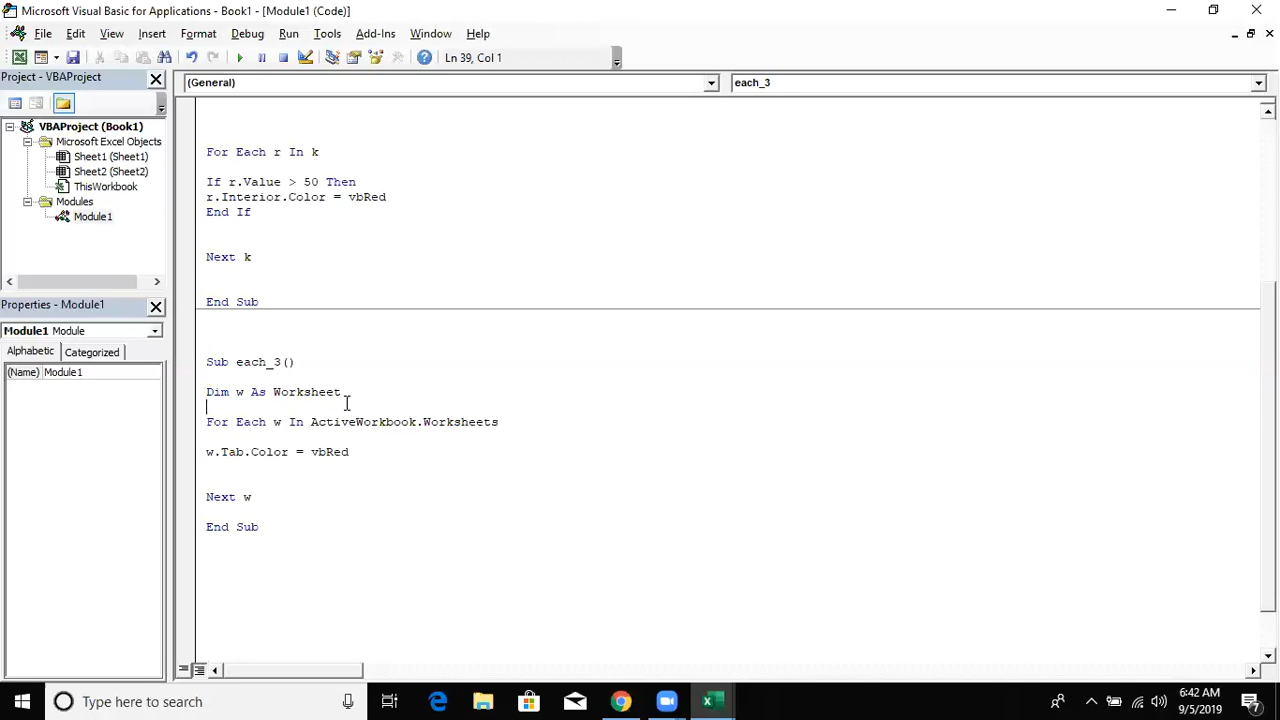 Microsoft Visual Basic for Applications - Book1 - [Module1 (Code)]
File Edit View Insert Format Debug Run Tools Add-Ins Window Help
Ln 39, Col 1
Project - VBAProject
(General)
each_3
VBAProject (Book1)
Microsoft Excel Objects
Sheet1 (Sheet1)
Sheet2 (Sheet2)
ThisWorkbook
Modules
Module1
Properties - Module1
Module1 Module
Alphabetic Categorized
(Name) Module1
For Each r In k
If r.Value > 50 Then
r.Interior.Color = vbRed
End If
Next k
End Sub
Sub each_3()
Dim w As Worksheet
For Each w In ActiveWorkbook.Worksheets
w.Tab.Color = vbRed
Next w
End Sub
Type here to search
6:42 AM
9/5/2019
7